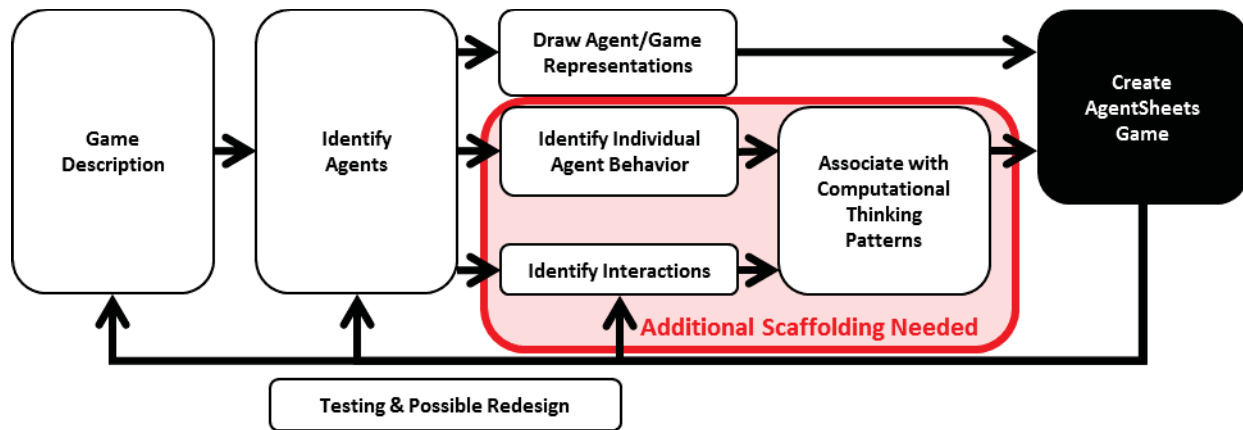 Game
Description
Identify
Agents
Draw Agent/Game
Representations
Identify Individual
Agent Behavior
Identify Interactions
Associate with
Computational
Thinking
Patterns
Additional Scaffolding Needed
Create
AgentSheets
Game
Testing & Possible Redesign